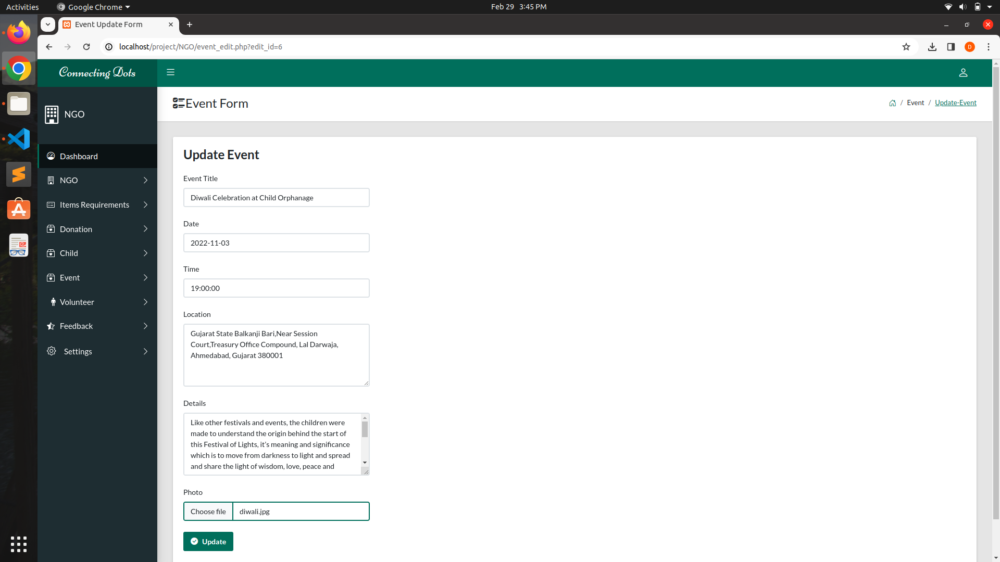 Activities
Google Chrome
Feb 29 3:45 PM
Event Update Form
localhost/project/NGO/event_edit.php?edit_id=6
D
Connecting Dots
NGO
Dashboard
NGO
Items Requirements
Donation
Child
Event
Volunteer
Feedback
Settings
Event Form
/ Event / Update-Event
Update Event
Event Title
Diwali Celebration at Child Orphanage
Date
2022-11-03
Time
19:00:00
Location
Gujarat State Balkanji Bari,Near Session
Court,Treasury Office Compound, Lal Darwaja,
Ahmedabad, Gujarat 380001
Details
Like other festivals and events, the children were
made to understand the origin behind the start of
this Festival of Lights, it’s meaning and significance
which is to move from darkness to light and spread
and share the light of wisdom, love, peace and
Photo
Choose file diwali.jpg
Update